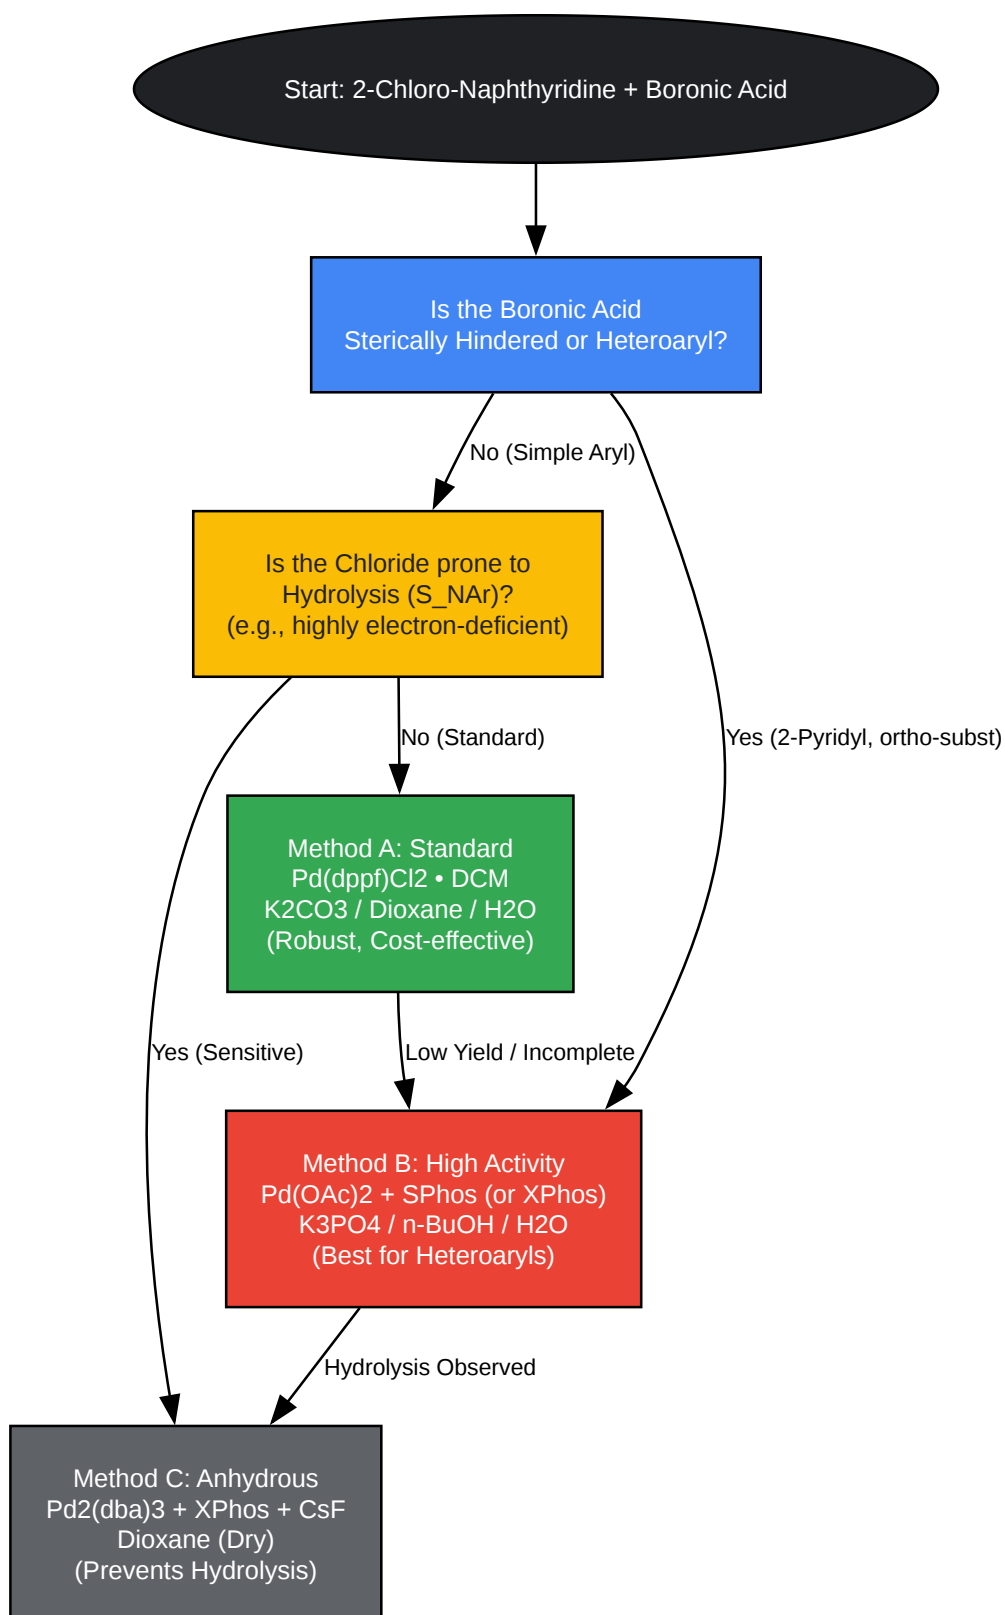 Start: 2-Chloro-Naphthyridine + Boronic Acid
Is the Boronic Acid
Sterically Hindered or Heteroaryl?
No (Simple Aryl)
Is the Chloride prone to
Hydrolysis (S_NAr)?
(e.g., highly electron-deficient)
No (Standard)
Yes (2-Pyridyl, ortho-subst)
Method A: Standard
Pd(dppf)Cl2 • DCM
K2CO3 / Dioxane / H2O
(Robust, Cost-effective)
Yes (Sensitive)
Low Yield / Incomplete
Method B: High Activity
Pd(OAc)2 + SPhos (or XPhos)
K3PO4 / n-BuOH / H2O
(Best for Heteroaryls)
Hydrolysis Observed
Method C: Anhydrous
Pd2(dba)3 + XPhos + CsF
Dioxane (Dry)
(Prevents Hydrolysis)